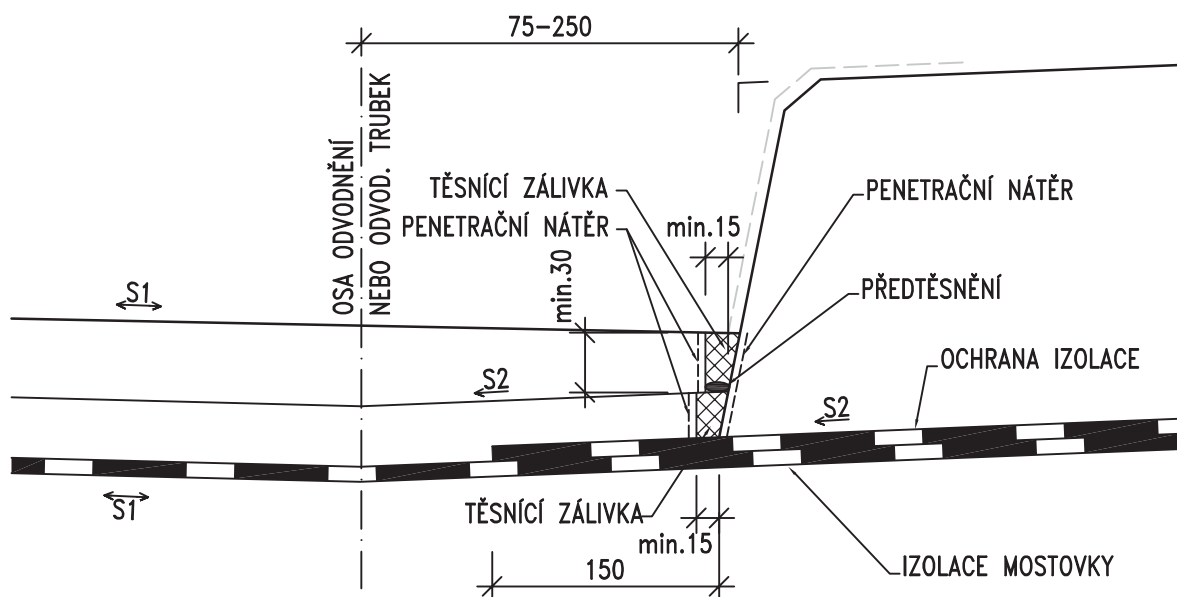 75-250
OSA ODVODNĚNÍ
NEBO ODVOD. TRUBEK
TĚSNÍCÍ ZÁLIVKA
PENETRAČNÍ NÁTĚR
min.15
PENETRAČNÍ NÁTĚR
min.30
PŘEDTĚSNĚNÍ
S1
OCHRANA IZOLACE
S2
S2
S1
TĚSNÍCÍ ZÁLIVKA
min.15
150
IZOLACE MOSTOVKY